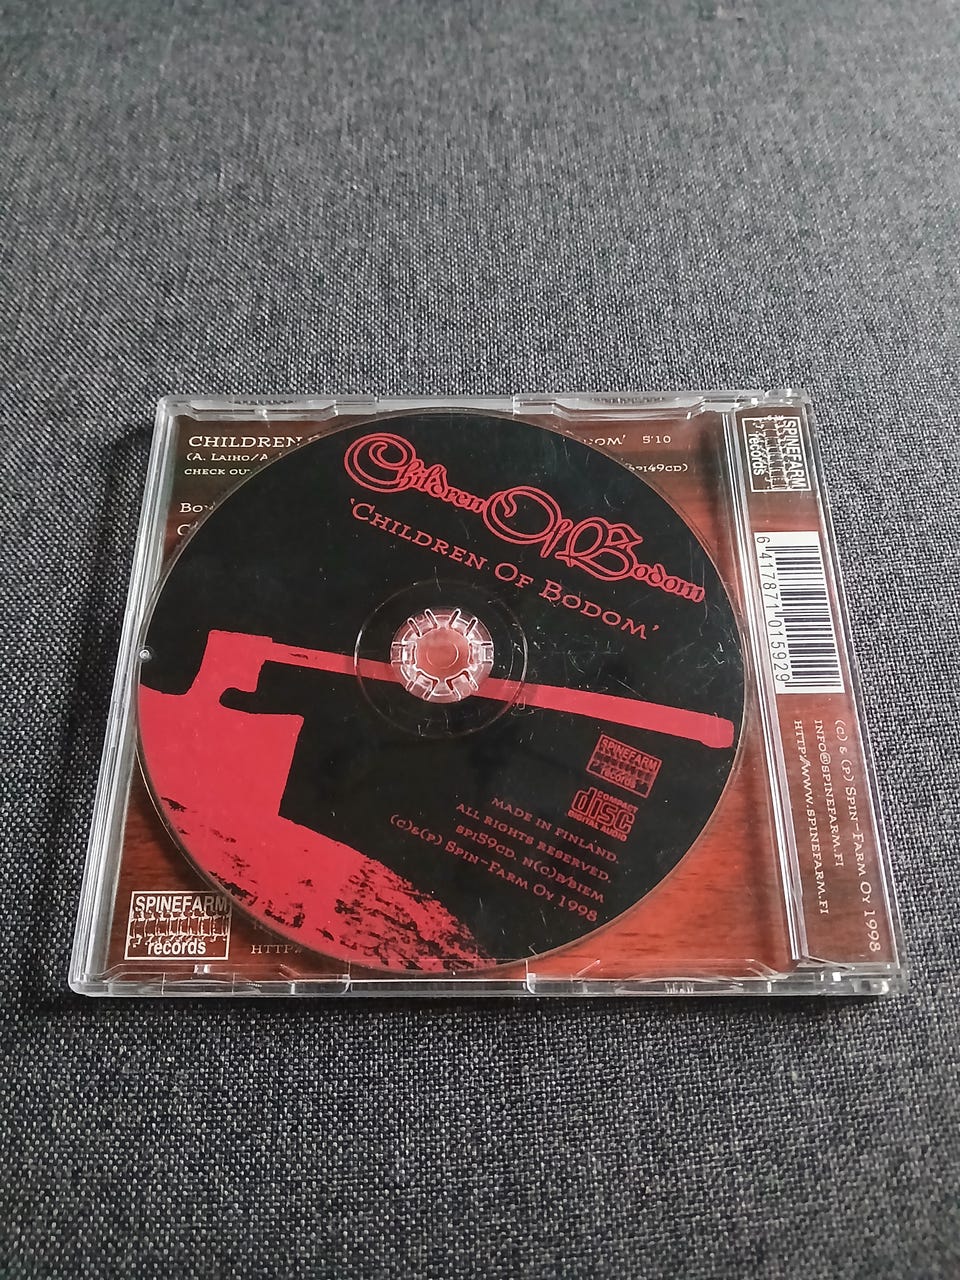 CHILDREN
BODOM' 5'10
(A. LAIHO/A.
SPI49CD)
CHECK OUT
Children Of Bodom
'CHILDREN OF BODOM'
SPINEFARM
records
COMPACT
disc
DIGITAL AUDIO
MADE IN FINLAND.
ALL RIGHTS RESERVED.
SPI59CD. N(C)B/BIEM
(C)&(P) SPIN-FARM OY 1998
SPINEFARM
records
HTTP:/
SPINEFARM
records
6 417871 015929
(C) & (P) SPIN-FARM OY 1998
INFO@SPINEFARM.FI
HTTP://WWW.SPINEFARM.FI